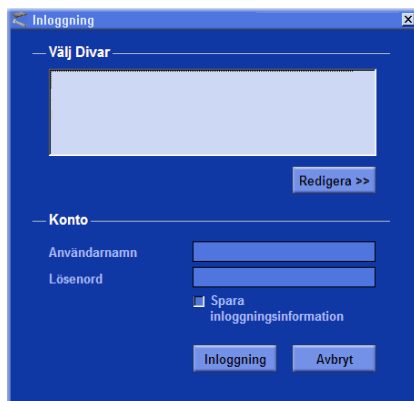 Inloggning
Välj Divar
Redigera >>
Konto
Användarnamn
Lösenord
Spara
inloggningsinformation
Inloggning Avbryt